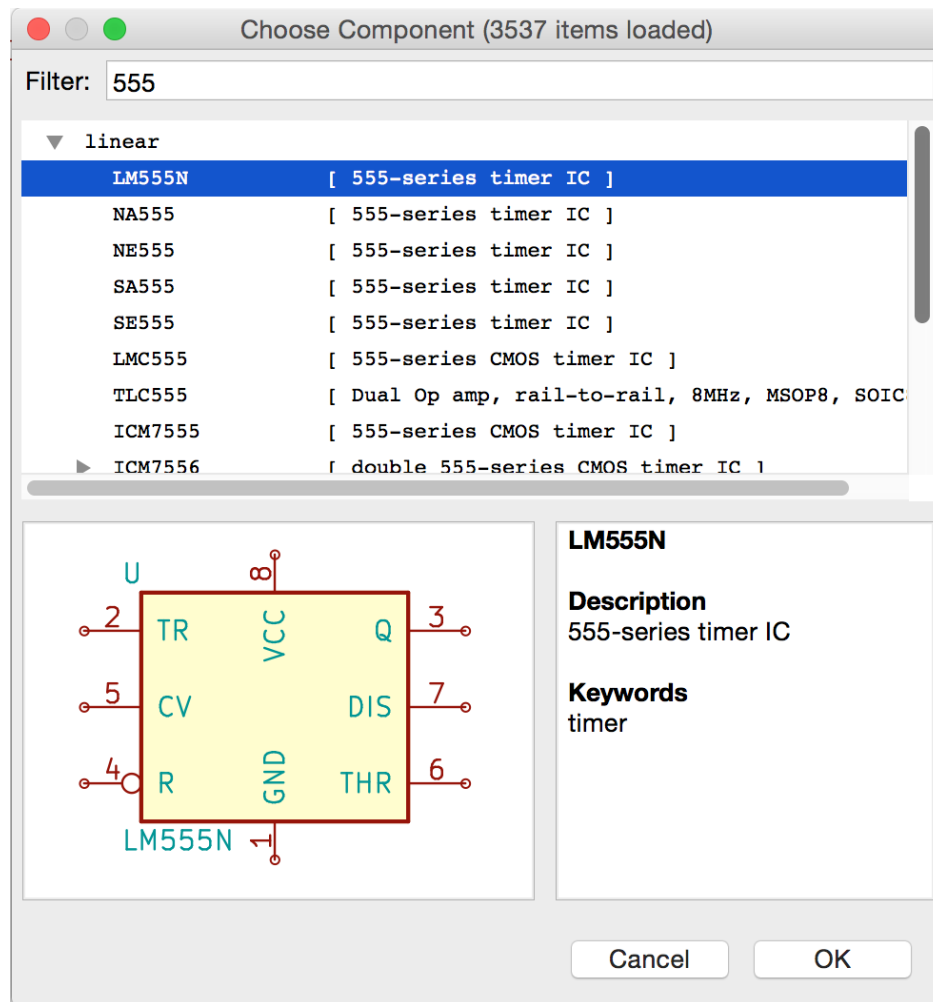 Choose Component (3537 items loaded)
Filter: 555
linear
LM555N [ 555-series timer IC ]
NA555 [ 555-series timer IC ]
NE555 [ 555-series timer IC ]
SA555 [ 555-series timer IC ]
SE555 [ 555-series timer IC ]
LMC555 [ 555-series CMOS timer IC ]
TLC555 [ Dual Op amp, rail-to-rail, 8MHz, MSOP8, SOIC
ICM7555 [ 555-series CMOS timer IC ]
ICM7556 [ double 555-series CMOS timer IC ]
U 8
2 TR VCC Q 3
5 CV DIS 7
4 R GND THR 6
LM555N 1
LM555N
Description
555-series timer IC
Keywords
timer
Cancel OK